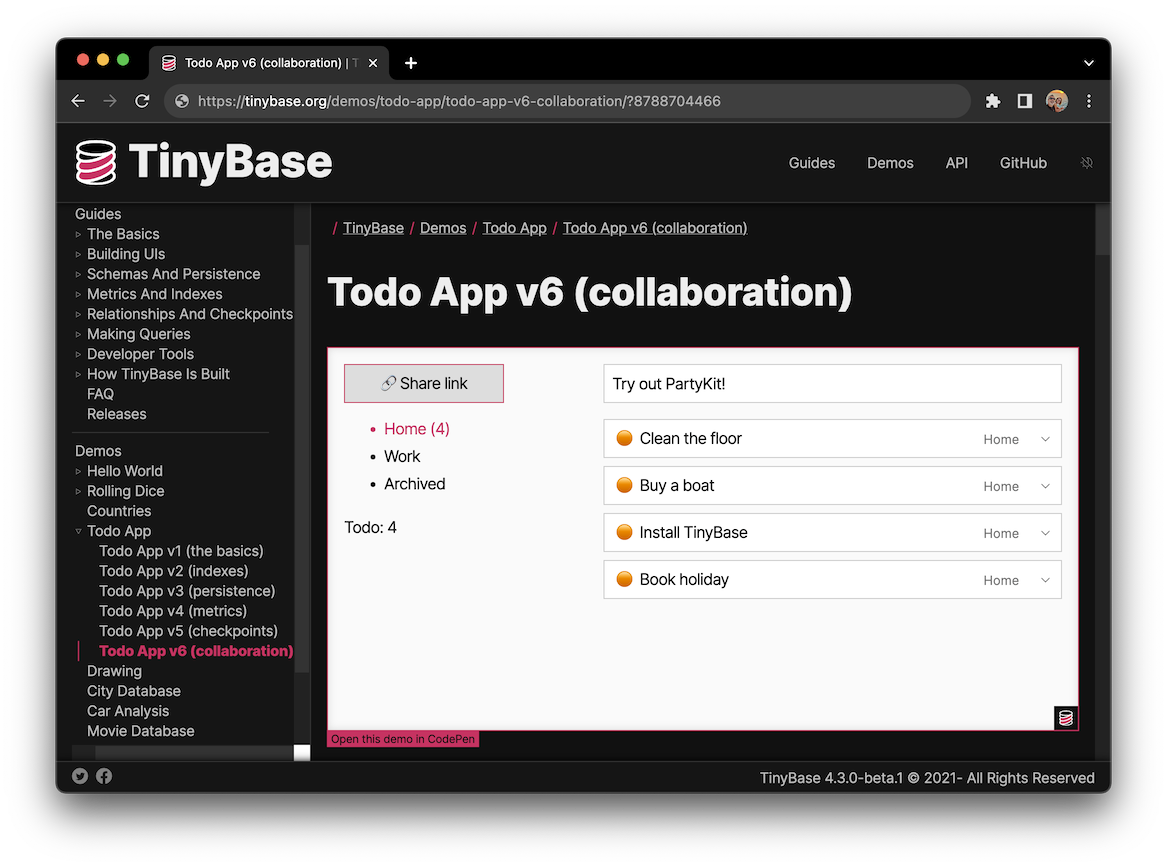 Todo App v6 (collaboration) | T
https://tinybase.org/demos/todo-app/todo-app-v6-collaboration/?8788704466
TinyBase
Guides
Demos
API
GitHub
Guides
The Basics
Building UIs
Schemas And Persistence
Metrics And Indexes
Relationships And Checkpoints
Making Queries
Developer Tools
How TinyBase Is Built
FAQ
Releases
Demos
Hello World
Rolling Dice
Countries
Todo App
Todo App v1 (the basics)
Todo App v2 (indexes)
Todo App v3 (persistence)
Todo App v4 (metrics)
Todo App v5 (checkpoints)
Todo App v6 (collaboration)
Drawing
City Database
Car Analysis
Movie Database
/ TinyBase / Demos / Todo App / Todo App v6 (collaboration)
Todo App v6 (collaboration)
🔗 Share link
Home (4)
Work
Archived
Todo: 4
Try out PartyKit!
Clean the floor Home
Buy a boat Home
Install TinyBase Home
Book holiday Home
Open this demo in CodePen
TinyBase 4.3.0-beta.1 © 2021- All Rights Reserved